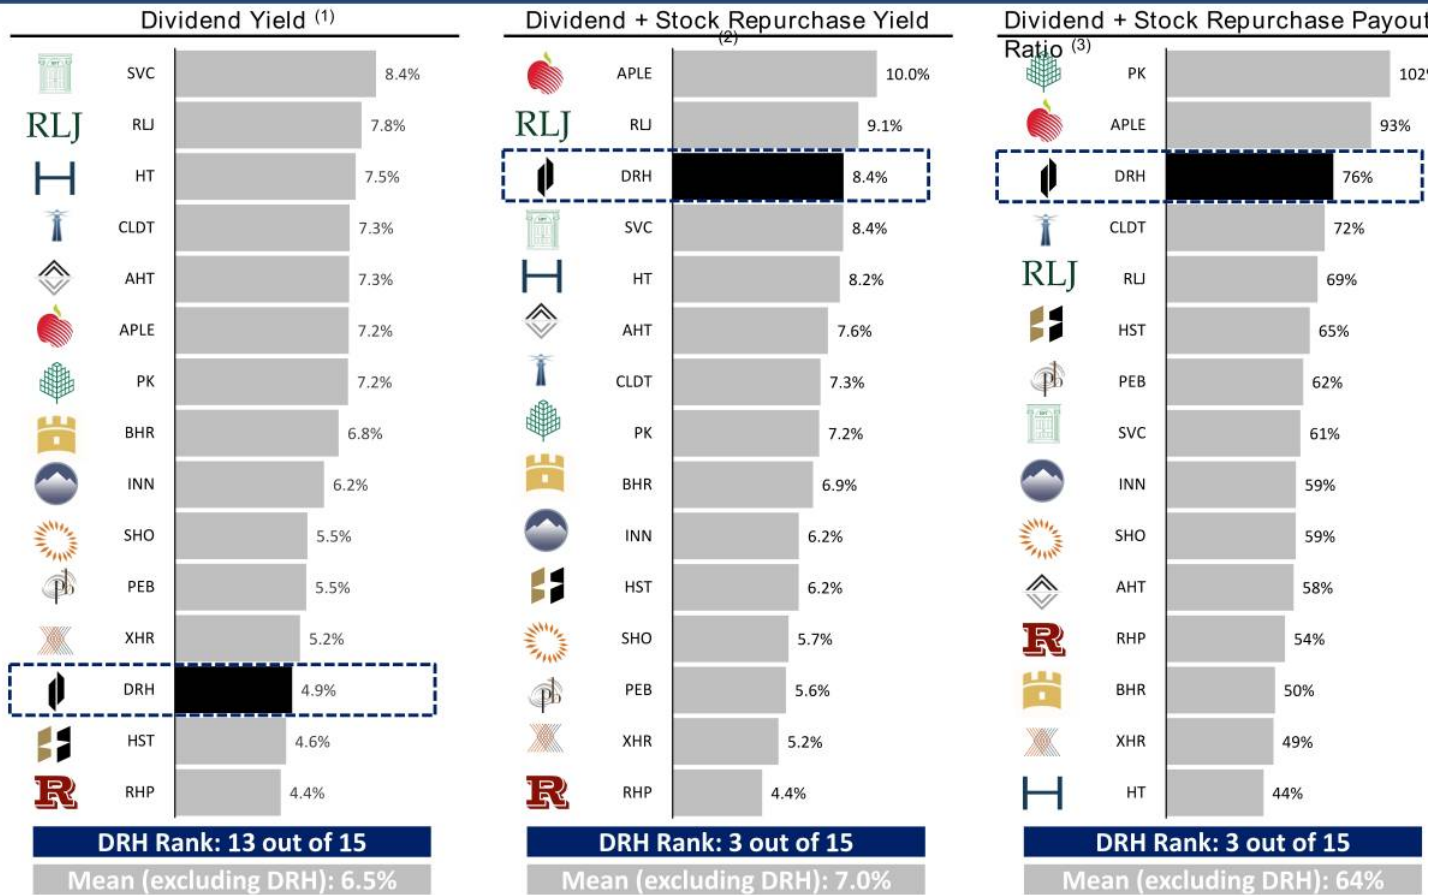 Dividend Yield (1)
SVC 8.4%
RLJ RLJ 7.8%
HT 7.5%
CLDT 7.3%
AHT 7.3%
APLE 7.2%
PK 7.2%
BHR 6.8%
INN 6.2%
SHO 5.5%
pb PEB 5.5%
XHR 5.2%
DRH 4.9%
HST 4.6%
R RHP 4.4%
DRH Rank: 13 out of 15
Mean (excluding DRH): 6.5%
Dividend + Stock Repurchase Yield
(2)
APLE 10.0%
RLJ RLJ 9.1%
DRH 8.4%
SVC 8.4%
HT 8.2%
AHT 7.6%
CLDT 7.3%
PK 7.2%
BHR 6.9%
INN 6.2%
HST 6.2%
SHO 5.7%
pb PEB 5.6%
XHR 5.2%
R RHP 4.4%
DRH Rank: 3 out of 15
Mean (excluding DRH): 7.0%
Dividend + Stock Repurchase Payout
Ratio (3)
PK 102%
APLE 93%
DRH 76%
CLDT 72%
RLJ RLJ 69%
HST 65%
pb PEB 62%
SVC 61%
INN 59%
SHO 59%
AHT 58%
R RHP 54%
BHR 50%
XHR 49%
HT 44%
DRH Rank: 3 out of 15
Mean (excluding DRH): 64%